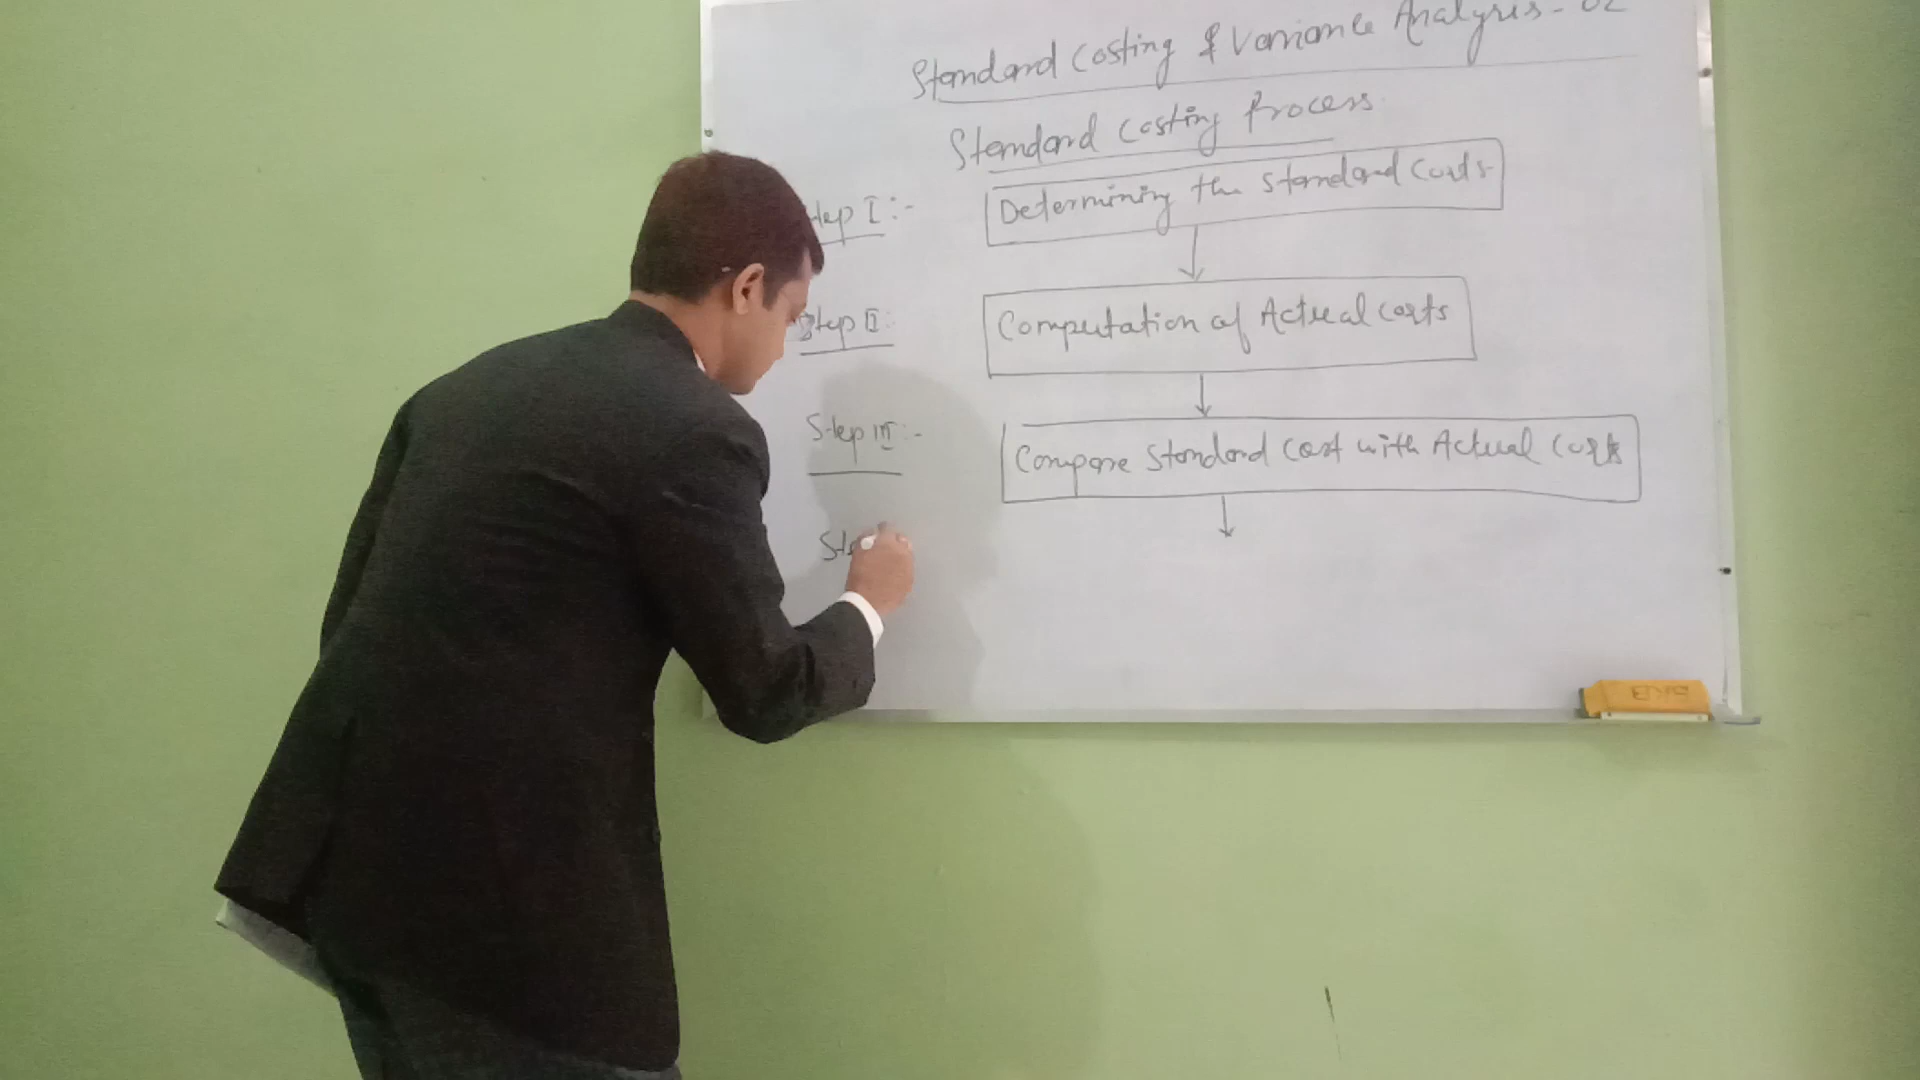 Standard Costing & Variance Analysis - 02
Standard Costing Process
Step I :-
Determining the standard Costs
Step II :
Computation of Actual Costs
Step III :-
Compare Standard Cost with Actual Costs
Ste